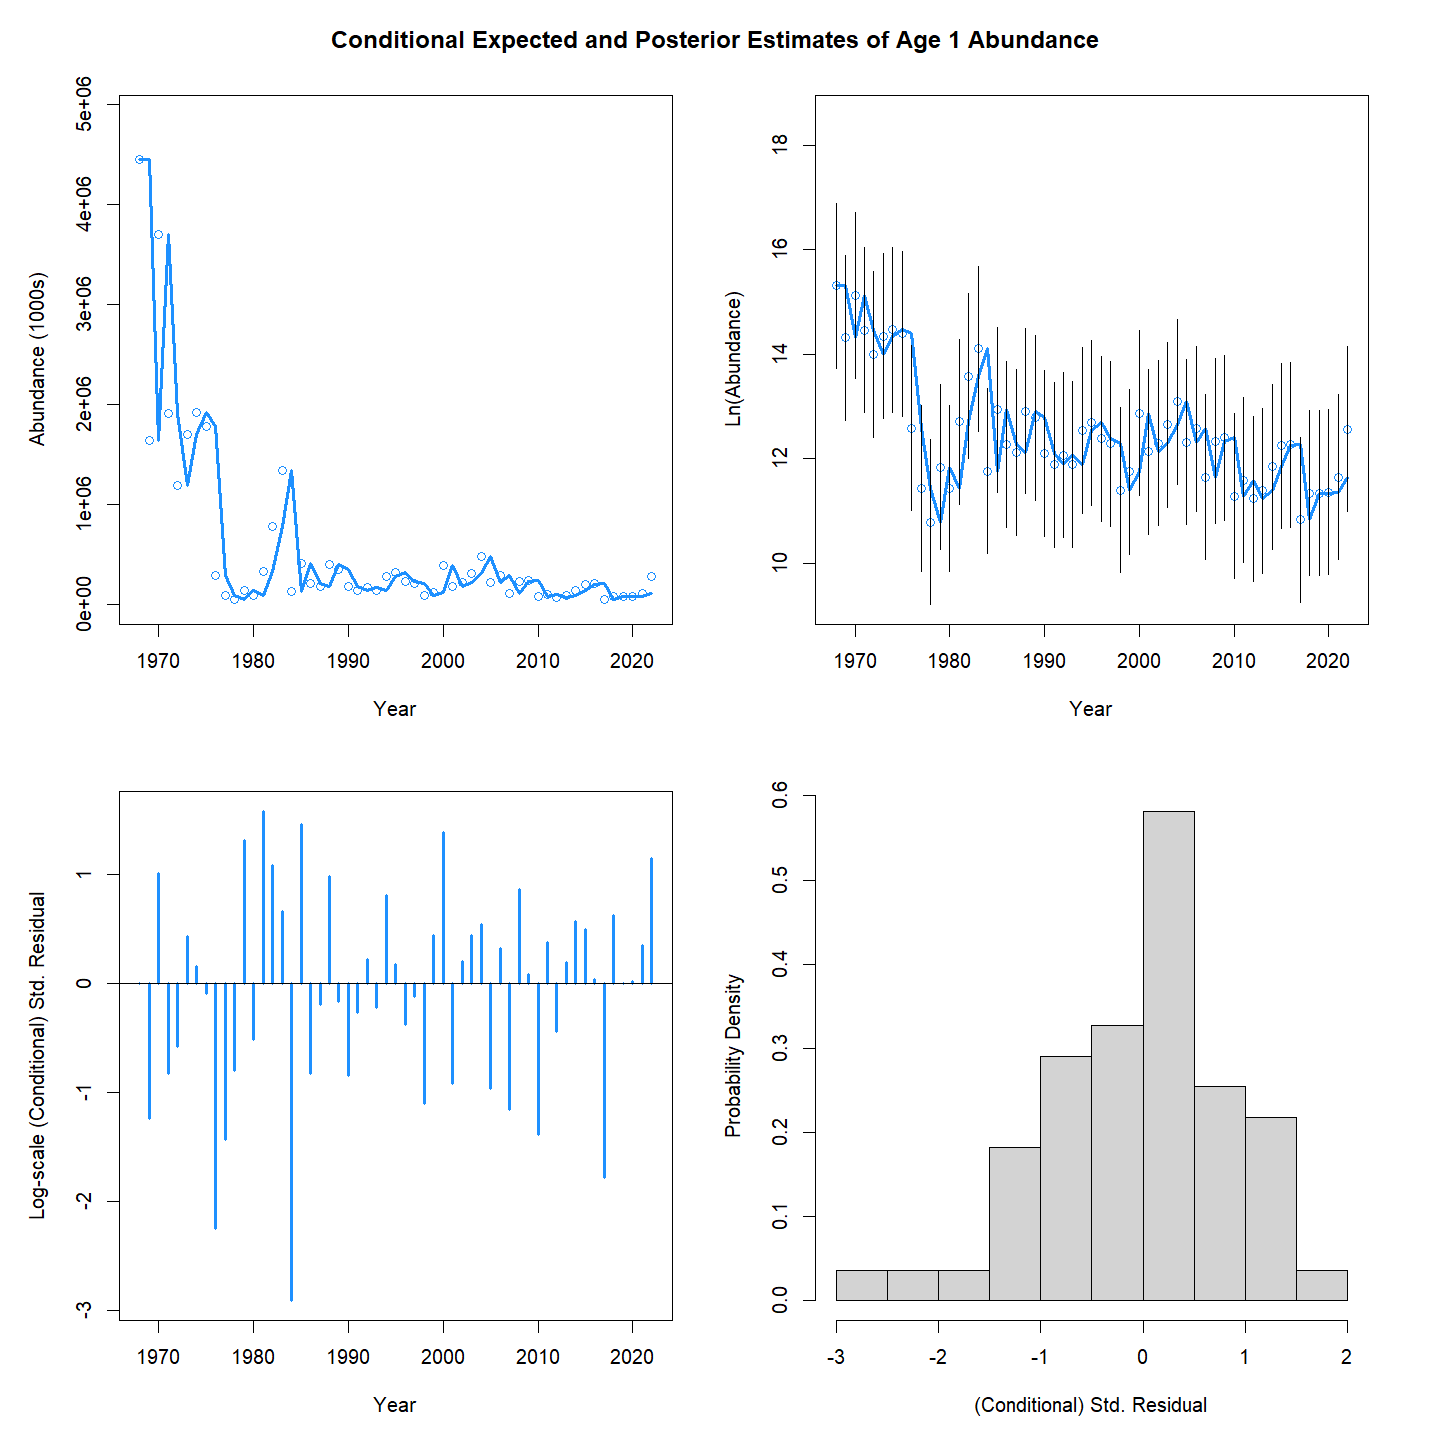 Conditional Expected and Posterior Estimates of Age 1 Abundance
Abundance (1000s)
5e+06
4e+06
3e+06
2e+06
1e+06
0e+00
1970 1980 1990 2000 2010 2020
Year
Ln(Abundance)
18
16
14
12
10
1970 1980 1990 2000 2010 2020
Year
Log-scale (Conditional) Std. Residual
1
0
-1
-2
-3
1970 1980 1990 2000 2010 2020
Year
Probability Density
0.6
0.5
0.4
0.3
0.2
0.1
0.0
-3 -2 -1 0 1 2
(Conditional) Std. Residual